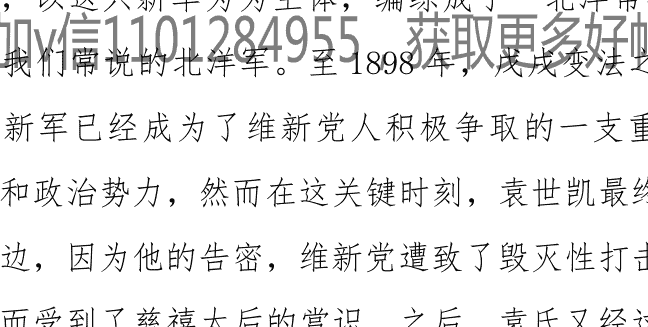 ，以这只新军为为主体，编练成了"北洋常
加v信1101284955，获取更多好帖
我们常说的北洋军。至1898年，戊戌变法之
新军已经成为了维新党人积极争取的一支重
和政治势力，然而在这关键时刻，袁世凯最终
边，因为他的告密，维新党遭致了毁灭性打击
而受到了慈禧太后的赏识。之后，袁氏又经过